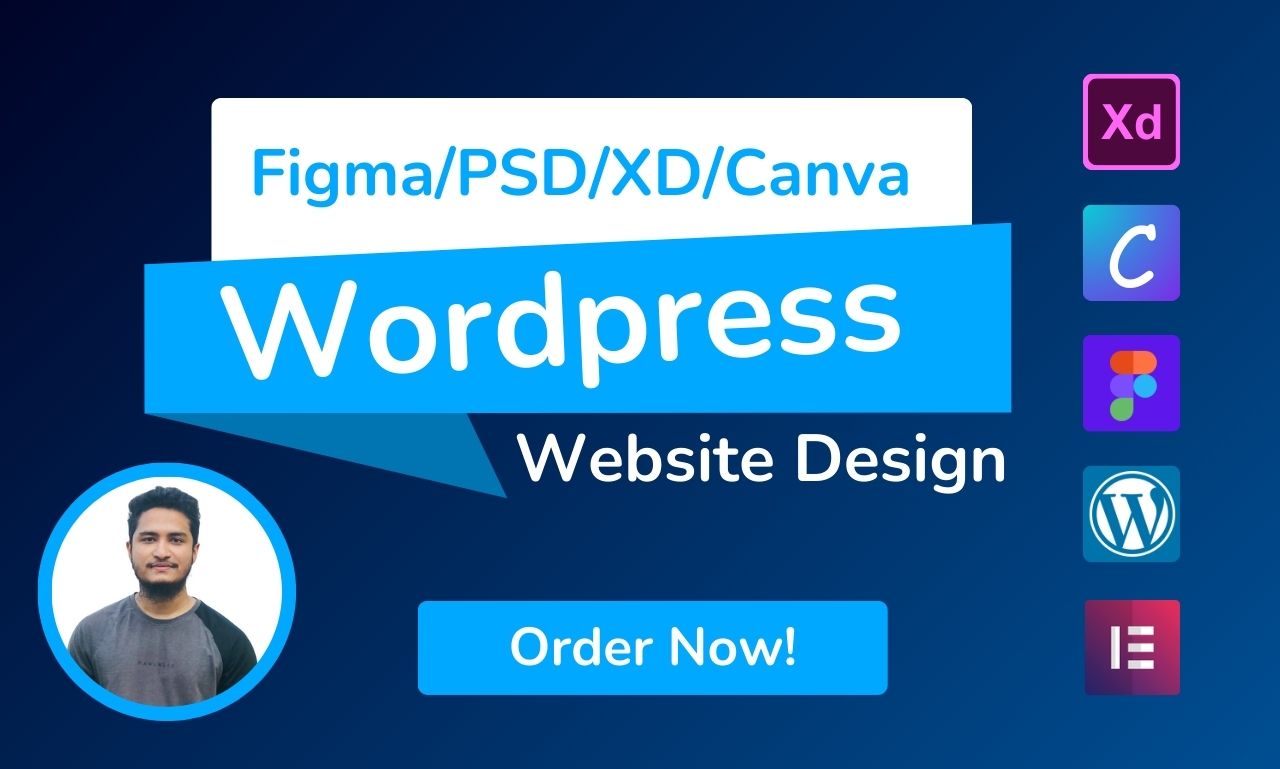 Figma/PSD/XD/Canva
Wordpress
Website Design
Order Now!
Xd
C
W